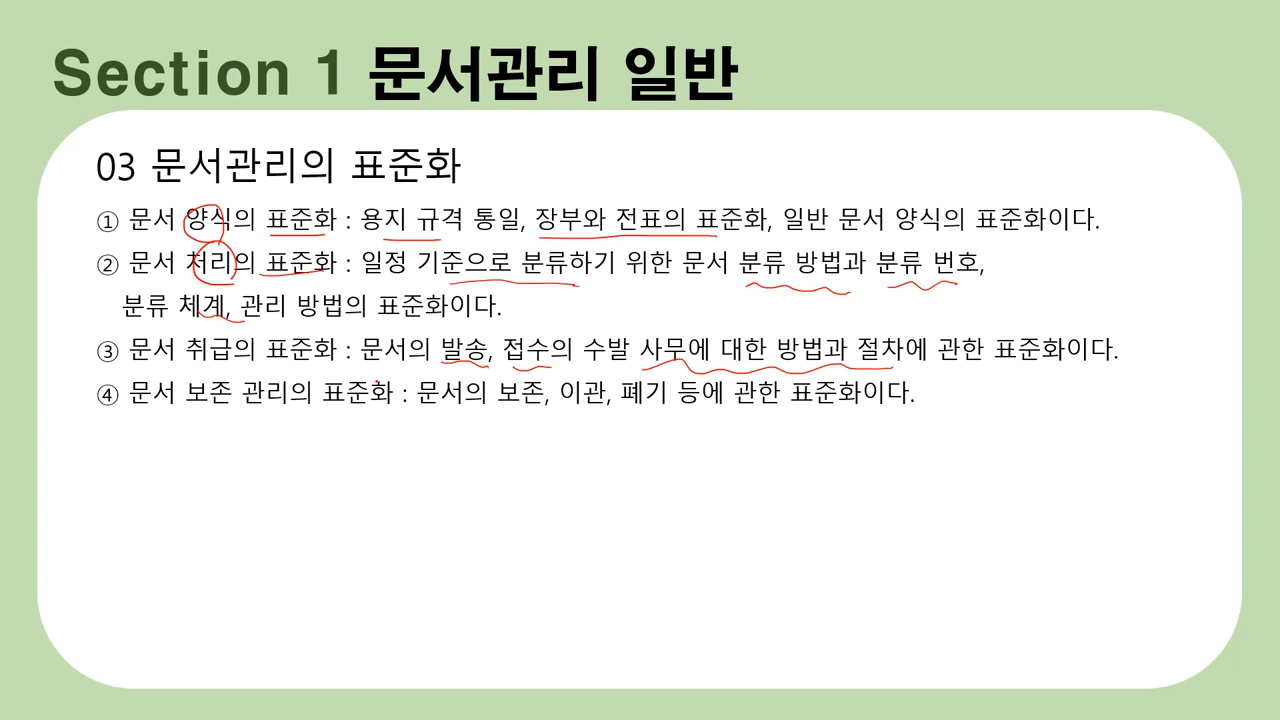 Section 1 문서관리 일반
03 문서관리의 표준화
① 문서 양식의 표준화 : 용지 규격 통일, 장부와 전표의 표준화, 일반 문서 양식의 표준화이다.
② 문서 처리의 표준화 : 일정 기준으로 분류하기 위한 문서 분류 방법과 분류 번호,
분류 체계, 관리 방법의 표준화이다.
③ 문서 취급의 표준화 : 문서의 발송, 접수의 수발 사무에 대한 방법과 절차에 관한 표준화이다.
④ 문서 보존 관리의 표준화 : 문서의 보존, 이관, 폐기 등에 관한 표준화이다.